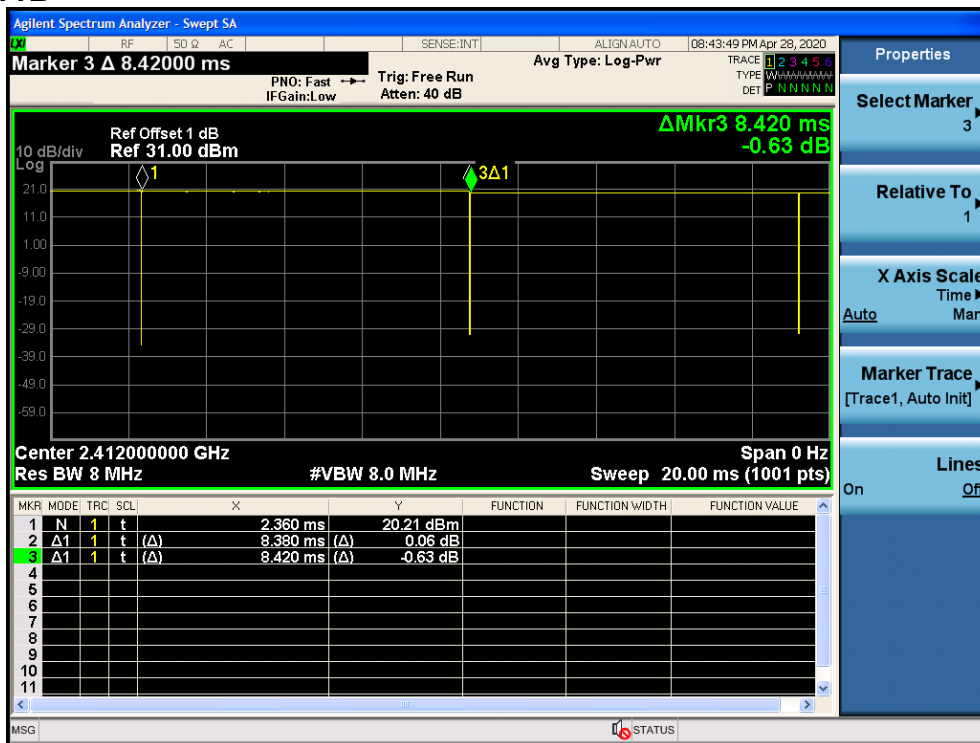 Agilent Spectrum Analyzer - Swept SA
LXI RF 50 Ω AC SENSE:INT ALIGNAUTO 08:43:49 PM Apr 28, 2020
Marker 3 Δ 8.42000 ms
PNO: Fast
IFGain:Low
Trig: Free Run
Atten: 40 dB
Avg Type: Log-Pwr
TRACE 1 2 3 4 5 6
TYPE WWWWWW
DET P N N N N N
Ref Offset 1 dB
Ref 31.00 dBm
10 dB/div
Log
ΔMkr3 8.420 ms
-0.63 dB
1
3Δ1
21.0
11.0
1.00
-9.00
-19.0
-29.0
-39.0
-49.0
-59.0
Center 2.412000000 GHz
Span 0 Hz
Res BW 8 MHz
#VBW 8.0 MHz
Sweep 20.00 ms (1001 pts)
MKR MODE TRC SCL X Y FUNCTION FUNCTION WIDTH FUNCTION VALUE
1 N 1 t 2.360 ms 20.21 dBm
2 Δ1 1 t (Δ) 8.380 ms (Δ) 0.06 dB
3 Δ1 1 t (Δ) 8.420 ms (Δ) -0.63 dB
4
5
6
7
8
9
10
11
MSG STATUS
Properties
Select Marker
3
Relative To
1
X Axis Scale
Time
Auto Man
Marker Trace
[Trace1, Auto Init]
Lines
On Off